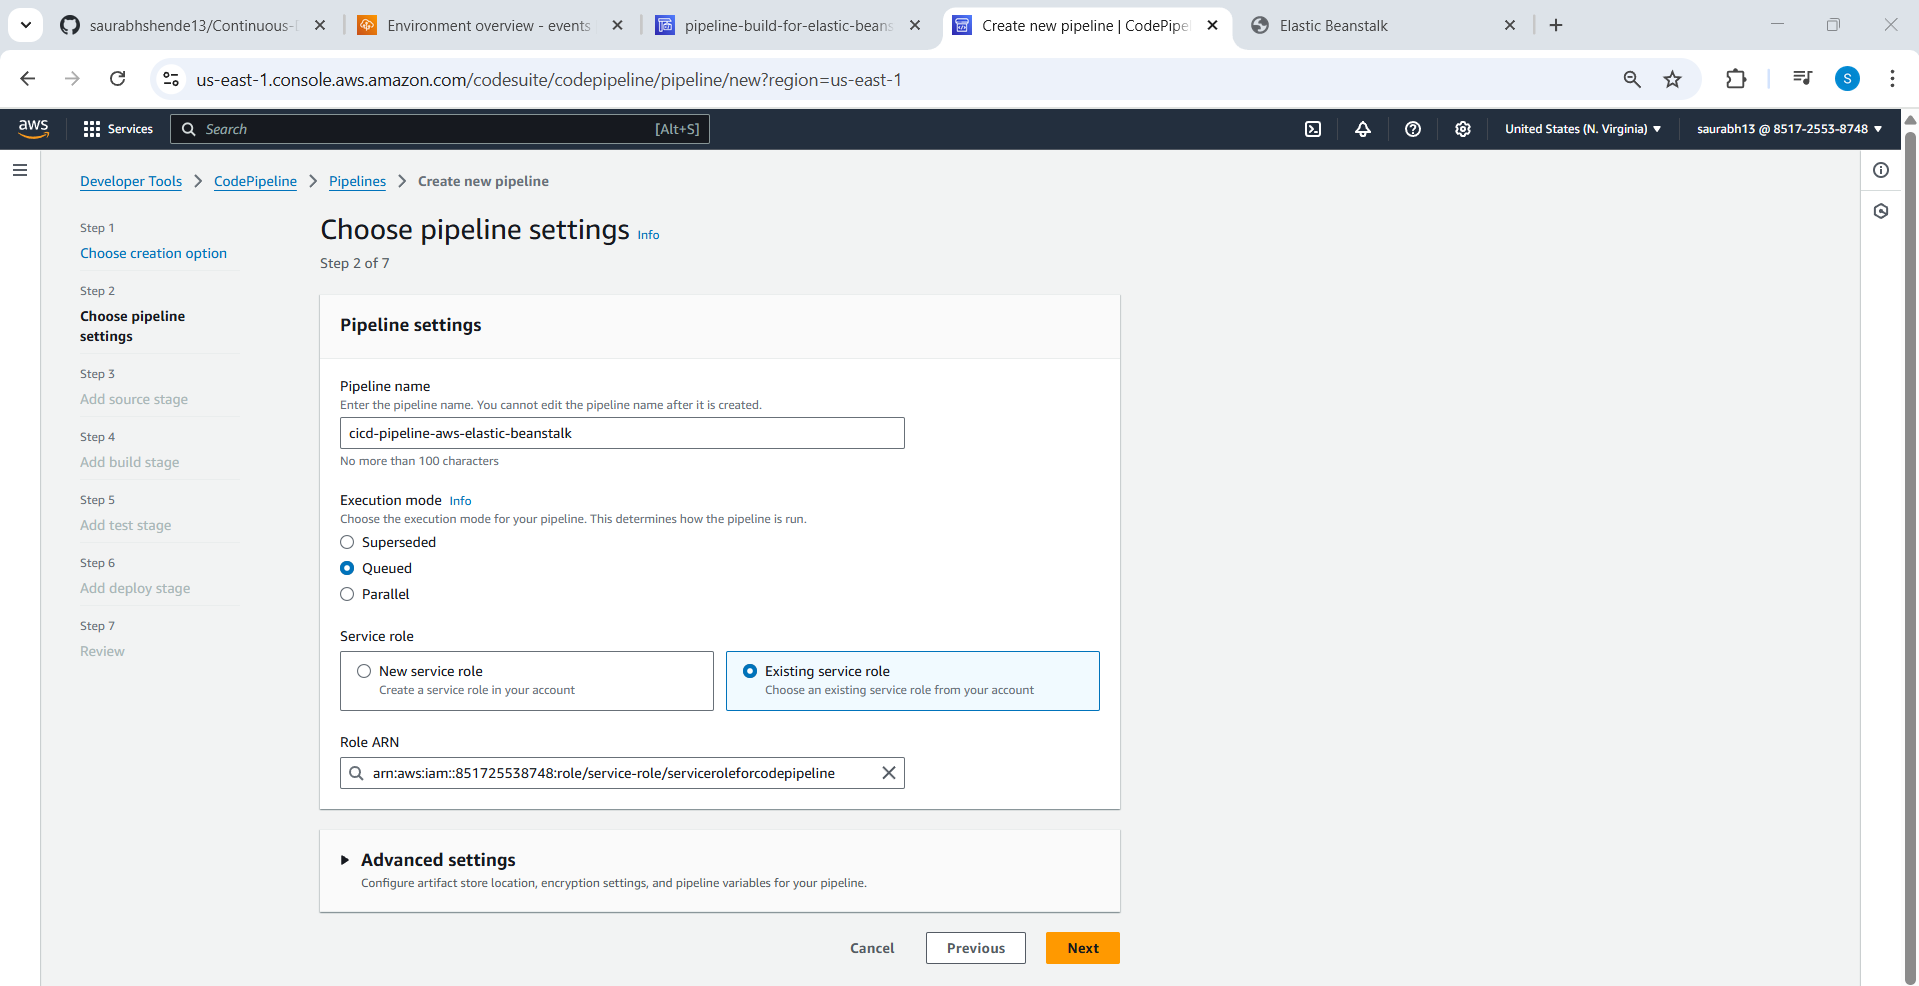 saurabhshende13/Continuous-D
Environment overview - events
pipeline-build-for-elastic-beans
Create new pipeline | CodePipel
Elastic Beanstalk
us-east-1.console.aws.amazon.com/codesuite/codepipeline/pipeline/new?region=us-east-1
S
aws
Services
Search
[Alt+S]
United States (N. Virginia)
saurabh13 @ 8517-2553-8748
Developer Tools
CodePipeline
Pipelines
Create new pipeline
Step 1
Choose creation option
Step 2
Choose pipeline
settings
Step 3
Add source stage
Step 4
Add build stage
Step 5
Add test stage
Step 6
Add deploy stage
Step 7
Review
Choose pipeline settings Info
Step 2 of 7
Pipeline settings
Pipeline name
Enter the pipeline name. You cannot edit the pipeline name after it is created.
cicd-pipeline-aws-elastic-beanstalk
No more than 100 characters
Execution mode Info
Choose the execution mode for your pipeline. This determines how the pipeline is run.
Superseded
Queued
Parallel
Service role
New service role
Create a service role in your account
Existing service role
Choose an existing service role from your account
Role ARN
arn:aws:iam::851725538748:role/service-role/serviceroleforcodepipeline
Advanced settings
Configure artifact store location, encryption settings, and pipeline variables for your pipeline.
Cancel
Previous
Next